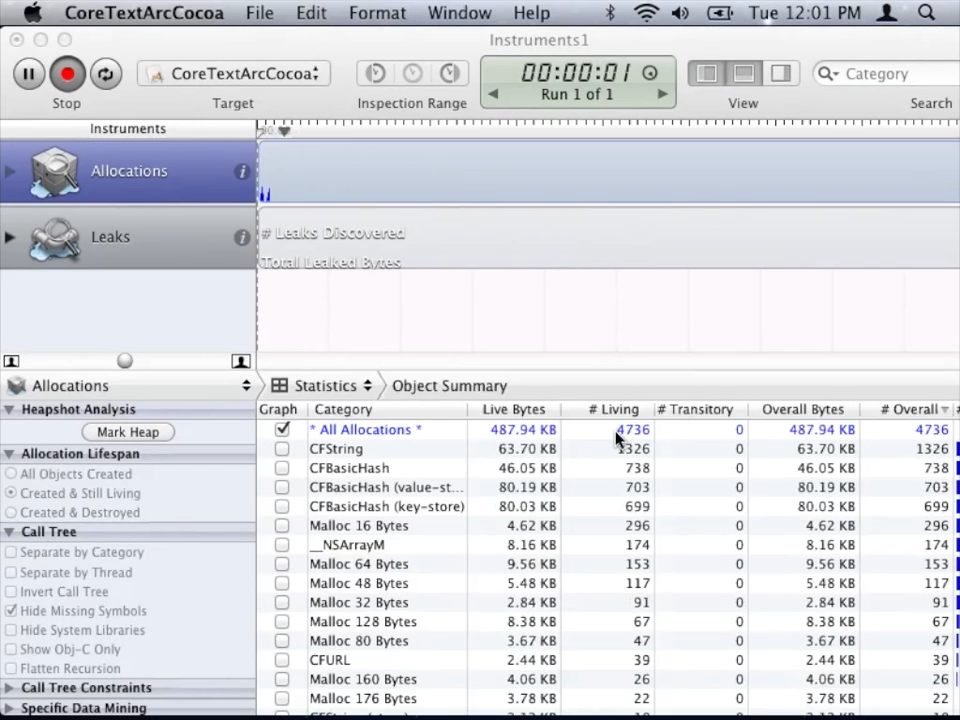 CoreTextArcCocoa File Edit Format Window Help Tue 12:01 PM
Instruments1
CoreTextArcCocoa 00:00:01 Category
Run 1 of 1
Stop Target Inspection Range View Search
Instruments
Allocations
Leaks # Leaks Discovered
Total Leaked Bytes
Allocations Statistics Object Summary
Heapshot Analysis Graph Category Live Bytes # Living # Transitory Overall Bytes # Overall #
Mark Heap * All Allocations * 487.94 KB 4736 0 487.94 KB 4736
Allocation Lifespan CFString 63.70 KB 1326 0 63.70 KB 1326
All Objects Created CFBasicHash 46.05 KB 738 0 46.05 KB 738
Created & Still Living CFBasicHash (value-st... 80.19 KB 703 0 80.19 KB 703
Created & Destroyed CFBasicHash (key-store) 80.03 KB 699 0 80.03 KB 699
Call Tree Malloc 16 Bytes 4.62 KB 296 0 4.62 KB 296
Separate by Category __NSArrayM 8.16 KB 174 0 8.16 KB 174
Separate by Thread Malloc 64 Bytes 9.56 KB 153 0 9.56 KB 153
Invert Call Tree Malloc 48 Bytes 5.48 KB 117 0 5.48 KB 117
Hide Missing Symbols Malloc 32 Bytes 2.84 KB 91 0 2.84 KB 91
Hide System Libraries Malloc 128 Bytes 8.38 KB 67 0 8.38 KB 67
Show Obj-C Only Malloc 80 Bytes 3.67 KB 47 0 3.67 KB 47
Flatten Recursion CFURL 2.44 KB 39 0 2.44 KB 39
Call Tree Constraints Malloc 160 Bytes 4.06 KB 26 0 4.06 KB 26
Specific Data Mining Malloc 176 Bytes 3.78 KB 22 0 3.78 KB 22